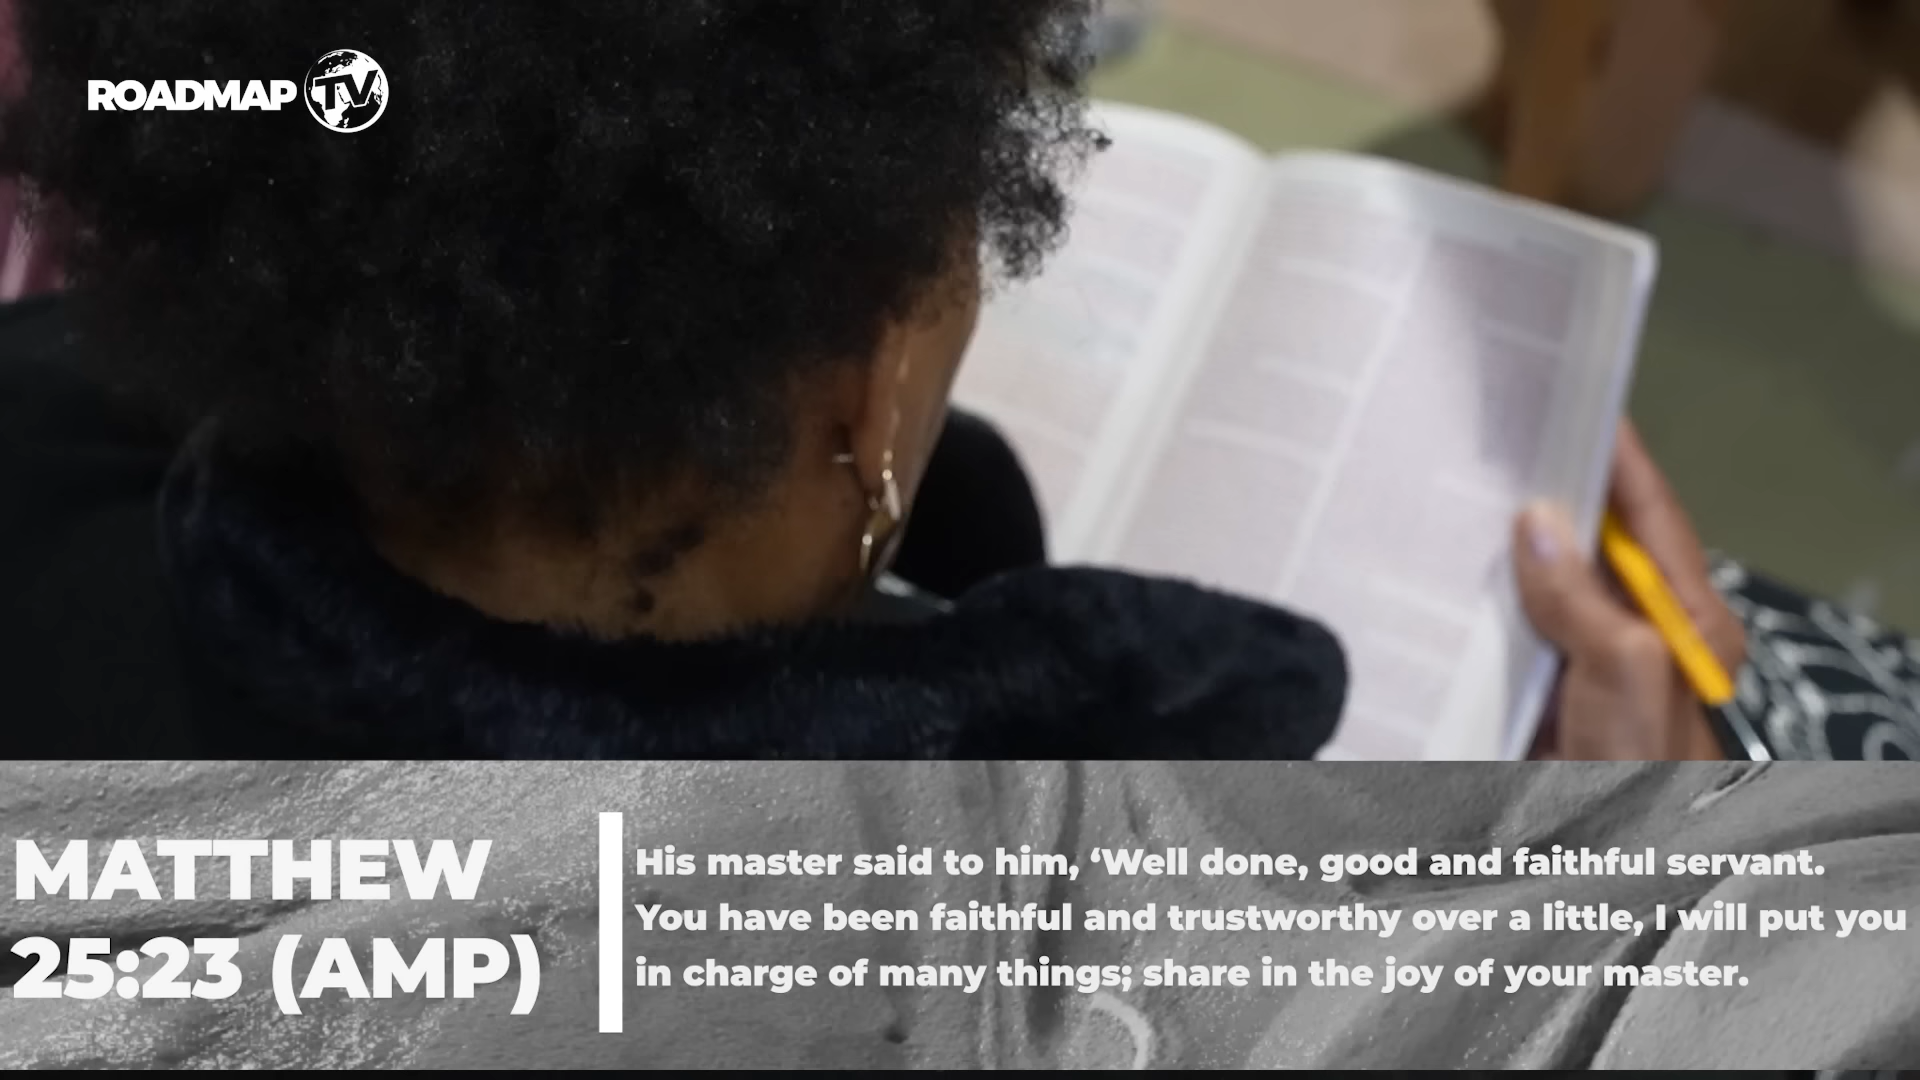 ROADMAP TV
MATTHEW
25:23 (AMP)
His master said to him, ‘Well done, good and faithful servant.
You have been faithful and trustworthy over a little, I will put you
in charge of many things; share in the joy of your master.